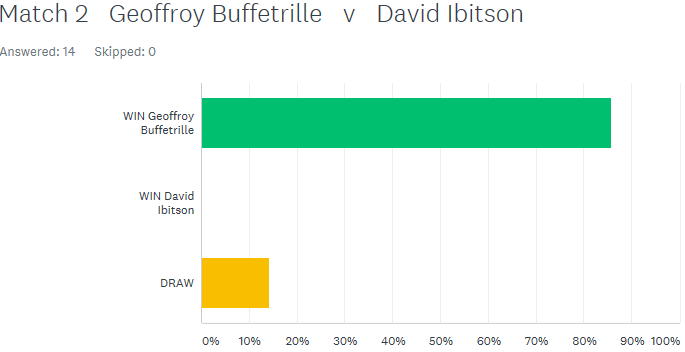 Match 2 Geoffroy Buffetrille v David Ibitson
Answered: 14 Skipped: 0
WIN Geoffroy
Buffetrille
WIN David
Ibitson
DRAW
0% 10% 20% 30% 40% 50% 60% 70% 80% 90% 100%